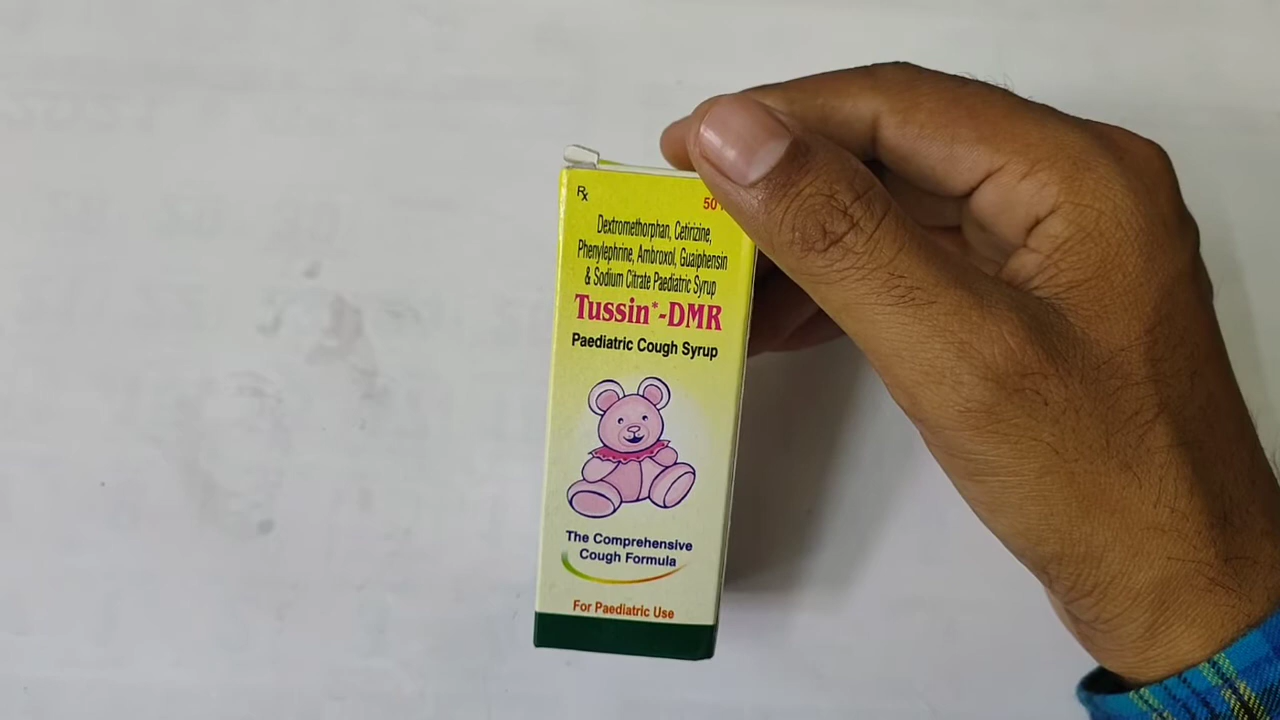 Rx
50
Dextromethorphan, Cetirizine,
Phenylephrine, Ambroxol, Guaiphensin
& Sodium Citrate Paediatric Syrup
Tussin*-DMR
Paediatric Cough Syrup
The Comprehensive
Cough Formula
For Paediatric Use